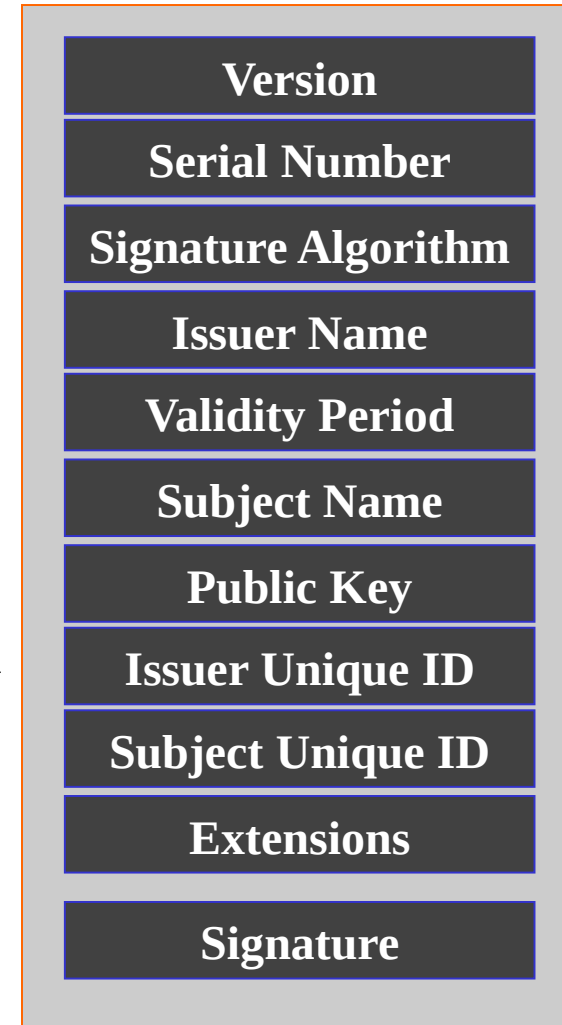 Version
Serial Number
Signature Algorithm
Issuer Name
Validity Period
Subject Name
Public Key
Issuer Unique ID
Subject Unique ID
Extensions
Signature